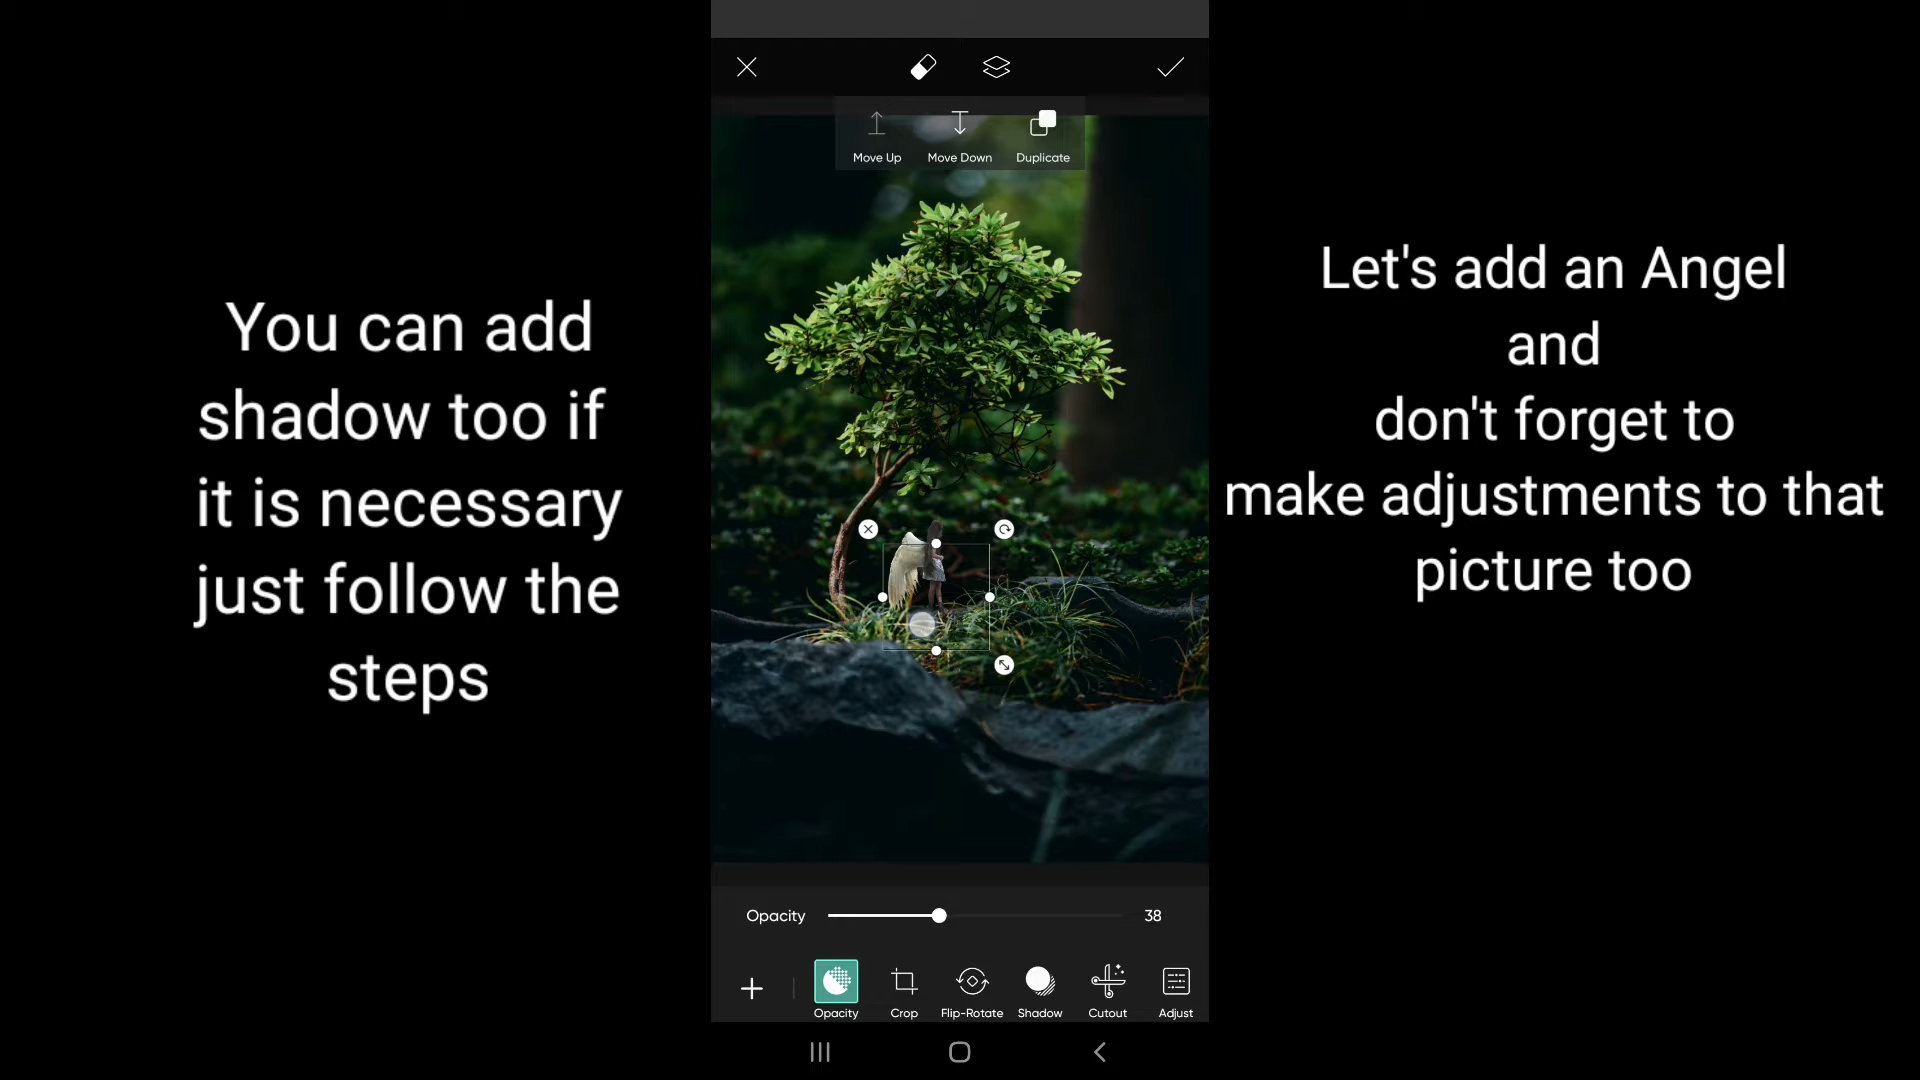 You can add
shadow too if
it is necessary
just follow the
steps
Move Up
Move Down
Duplicate
Opacity
38
Opacity
Crop
Flip-Rotate
Shadow
Cutout
Adjust
Let's add an Angel
and
don't forget to
make adjustments to that
picture too